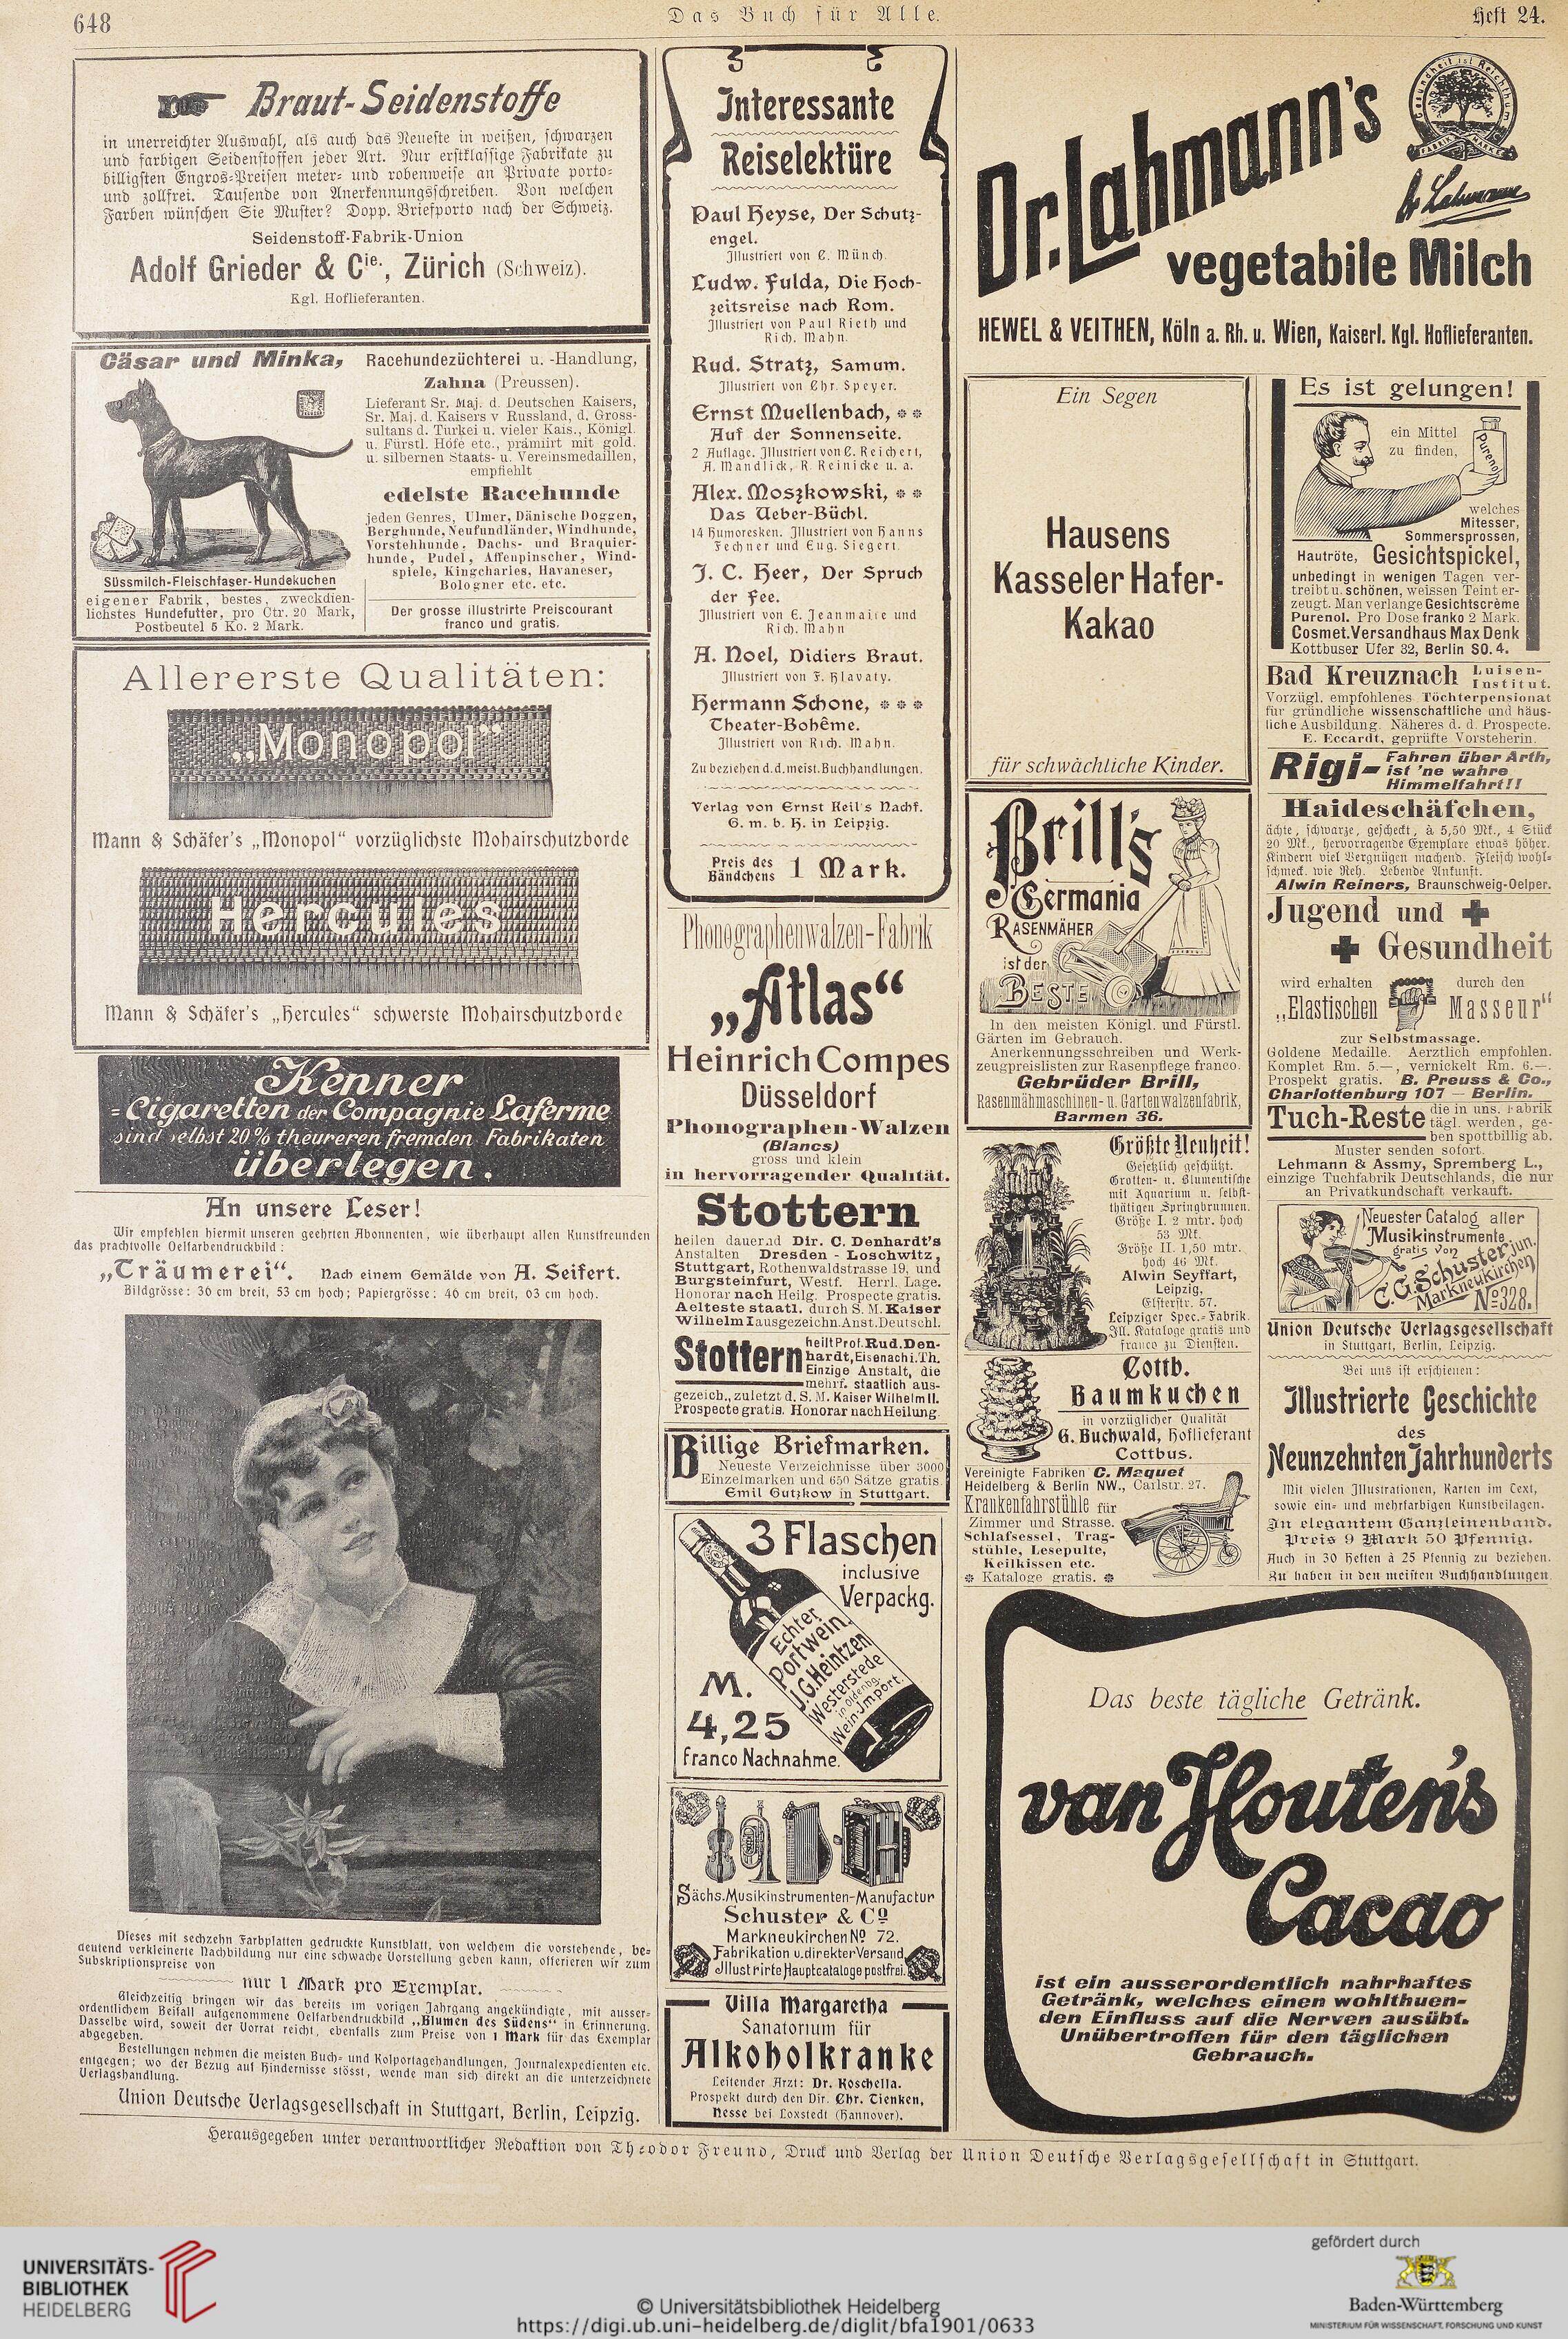 648
Das Buch für Alle.
Heft 24.
Braut-Seidenstoffe
in unerreichter Auswahl, als auch das Neueste in weißen, schwarzen
und farbigen Seidenstoffen jeder Art. Nur erstklassige Fabrikate zu
billigsten Engros-Preisen meter- und robenweise an Private porto-
und zollfrei. Tausende von Anerkennungsschreiben. Von welchen
Farben wünschen Sie Muster? Dopp. Briefporto nach der Schweiz.
Seidenstoff-Fabrik-Union
Adolf Grieder & Cie., Zürich (Schweiz).
Kgl. Hoflieferanten.
Cäsar und Minka,
Racehundezüchterei u. -Handlung,
Zahna (Preussen).
Lieferant Sr. Maj. d. Deutschen Kaisers,
Sr. Maj. d. Kaisers v Russland, d. Gross-
sultans d. Türkei u. vieler Kais., Königl.
u. Fürstl. Höfe etc., prämiirt mit gold.
u. silbernen Staats- u. Vereinsmedaillen,
empfiehlt
edelste Racehunde
jeden Genres, Ulmer, Dänische Doggen,
Berghunde, Neufundländer, Windhunde,
Vorstehhunde, Dachs- und Braquier-
hunde, Pudel, Affenpinscher, Wind-
spiele, Kingcharles, Havaneser,
Bologner etc. etc.
Der grosse illustrirte Preiscourant
franco und gratis.
Süssmilch-Fleischfaser-Hundekuchen
eigener Fabrik, bestes, zweckdien-
lichstes Hundefutter, pro Ctr. 20 Mark,
Postbeutel 5 Ko. 2 Mark.
Allererste Qualitäten:
„Monopol“
Mann & Schäfer's „Monopol“ vorzüglichste Mohairschutzborde
Hercules
Mann & Schäfer's „Hercules“ schwerste Mohairschutzborde
Kenner
=Cigaretten der Compagnie Laferme
sind selbst 20% theureren fremden Fabrikaten
überlegen.
An unsere Leser!
Wir empfehlen hiermit unseren geehrten Abonnenten, wie überhaupt allen Kunstfreunden
das prachtvolle Oelfarbendruckbild:
„Träumerei“. Nach einem Gemälde von A. Seifert.
Bildgrösse: 36 cm breit, 53 cm hoch; Papiergrösse: 46 cm breit, 63 cm hoch.
Dieses mit sechzehn Farbplatten gedruckte Kunstblatt, von welchem die vorstehende, be-
deutend verkleinerte Nachbildung nur eine schwache Vorstellung geben kann, offerieren wir zum
Subskriptionspreise von
nur 1 Mark pro Exemplar.
Gleichzeitig bringen wir das bereits im vorigen Jahrgang angekündigte, mit ausser-
ordentlichem Beifall aufgenommene Oelfarbendruckbild „Blumen des Südens“ in Erinnerung.
Dasselbe wird, soweit der Vorrat reicht, ebenfalls zum Preise von 1 Mark für das Exemplar
abgegeben.
Bestellungen nehmen die meisten Buch- und Kolportagehandlungen, Journalexpedienten etc.
entgegen; wo der Bezug auf Hindernisse stösst, wende man sich direkt an die unterzeichnete
Verlagshandlung.
Union Deutsche Verlagsgesellschaft in Stuttgart, Berlin, Leipzig.
Interessante
Reiselektüre
Paul Heyse, Der Schutz-
engel.
Illustriert von C. Münch.
Ludw. Fulda, Die Hoch-
zeitsreise nach Rom.
Illustriert von Paul Rieth und
Rich. Mahn.
Rud. Stratz, Samum.
Illustriert von Chr. Speyer.
Ernst Muellenbach,
Auf der Sonnenseite.
2 Auflage. Illustriert von C. Reichert,
A. Mandlick, R. Reinicke u. a.
Alex. Moszkowski,
Das Ueber-Büchl.
14 Humoresken. Illustriert von Hanns
Fechner und Eug. Siegert.
J. C. Heer, Der Spruch
der Fee.
Illustriert von E. Jeanmaire und
Rich. Mahn
A. Noel, Didiers Braut.
Illustriert von F. Hlavaty.
Hermann Schone,
Theater-Bohême.
Illustriert von Rich. Mahn.
Zu beziehen d. d. meist. Buchhandlungen.
Verlag von Ernst Keil's Nachf.
G. m. b. H. in Leipzig.
Preis des
Bändchens 1 Mark.
Phonographenwalzen-Fabrik
„Atlas“
Heinrich Compes
Düsseldorf
Phonographen-Walzen
(Blancs)
gross und klein
in hervorragender Qualität.
Stottern
heilen dauernd Dir. C. Denhardt's
Anstalten Dresden-Loschwitz,
Stuttgart, Rothenwaldstrasse 19, und
Burgsteinfurt, Westf. Herrl. Lage.
Honorar nach Heilg. Prospecte gratis.
Aelteste staatl. durch S. M. Kaiser
Wilhelm I ausgezeichn. Anst. Deutschl.
Stottern
heilt Prof. Rud. Den-
hardt, Eisenach i. Th.
Einzige Anstalt, die
mehrf. staatlich aus-
gezeich., zuletzt d. S. M. Kaiser Wilhelm II.
Prospecte gratis. Honorar nach Heilung.
Billige Briefmarken.
Neueste Verzeichnisse über 3000
Einzelmarken und 650 Sätze gratis.
Emil Gutzkow in Stuttgart.
3 Flaschen
inclusive
Verpackg.
Echter
Portwein
J.G. Heintzen
Westerstede
in Oldenbg.
Wein-Import.
M.
4,25
franco Nachnahme.
Sächs. Musikinstrumenten-Manufactur
Schuster & Co
Markneukirchen No 72.
Fabrikation u. direkter Versand
Jllustrirte Hauptcataloge postfrei.
Villa Margaretha
Sanatorium für
Alkoholkranke
Leitender Arzt: Dr. Koschella.
Prospekt durch den Dir. Chr. Tienken,
Nesse bei Loxstedt (Hannover).
Dr. Lahmann's
Gesundheit ist Reichthum
FABRIK MARKE
Dr Lahmann
vegetabile Milch
HEWEL & VEITHEN, Köln a. Rh. u. Wien, Kaiserl. Kgl. Hoflieferanten.
Ein Segen
Hausens
Kasseler Hafer-
Kakao
für schwächliche Kinder.
Brill's
Germania
RASENMÄHER
ist der
BESTE
In den meisten Königl. und Fürstl.
Gärten im Gebrauch.
Anerkennungsschreiben und Werk-
zeugpreislisten zur Rasenpflege franco.
Gebrüder Brill,
Rasenmähmaschinen- u. Gartenwalzenfabrik,
Barmen 36.
Größte Neuheit!
Gesetzlich geschützt.
Grotten- u. Blumentische
mit Aquarium u. selbst-
thätigen Springbrunnen.
Größe I. 2 mtr. hoch
53 Mk.
Größe II. 1,50 mtr.
hoch 46 Mk.
Alwin Seyffart,
Leipzig,
Elsterstr. 57.
Leipziger Spec.-Fabrik.
Ill. Kataloge gratis und
franco zu Diensten.
Cottb.
Baumkuchen
in vorzüglicher Qualität
G. Buchwald, Hoflieferant
Cottbus.
Vereinigte Fabriken C. Maquet
Heidelberg & Berlin NW., Carlstr. 27.
Krankenfahrstühle für
Zimmer und Strasse.
Schlafsessel, Trag-
stühle, Lesepulte,
Keilkissen etc.
Kataloge gratis.
Es ist gelungen!
ein Mittel
zu finden,
Purenol
welches
Mitesser,
Sommersprossen,
Hautröte, Gesichtspickel,
unbedingt in wenigen Tagen ver-
treibt u. schönen, weissen Teint er-
zeugt. Man verlange Gesichtscrème
Purenol. Pro Dose franko 2 Mark.
Cosmet. Versandhaus Max Denk
Kottbuser Ufer 32, Berlin SO. 4.
Bad Kreuznach Luisen-
Institut.
Vorzügl. empfohlenes Töchterpensionat
für gründliche wissenschaftliche und häus-
liche Ausbildung. Näheres d. d. Prospecte.
E. Eccardt, geprüfte Vorsteherin.
Rigi- Fahren über Arth,
ist 'ne wahre
Himmelfahrt!!
Haideschäfchen,
ächte, schwarze, gescheckt, à 5,50 Mk., 4 Stück
20 Mk., hervorragende Exemplare etwas höher.
Kindern viel Vergnügen machend. Fleisch wohl-
schmeck. wie Reh. Lebende Ankunft.
Alwin Reiners, Braunschweig-Oelper.
Jugend und
Gesundheit
wird erhalten durch den
„Elastischen Masseur“
zur Selbstmassage.
Goldene Medaille. Aerztlich empfohlen.
Komplet Rm. 5.—, vernickelt Rm. 6.—.
Prospekt gratis. B. Preuss & Co.,
Charlottenburg 107 — Berlin.
Tuch-Reste die in uns. Fabrik
tägl. werden, ge-
ben spottbillig ab.
Muster senden sofort.
Lehmann & Assmy, Spremberg L.,
einzige Tuchfabrik Deutschlands, die nur
an Privatkundschaft verkauft.
Neuester Catalog aller
Musikinstrumente
gratis von
C. G. Schuster jun.
Markneukirchen
No 328.
Union Deutsche Verlagsgesellschaft
in Stuttgart, Berlin, Leipzig.
Bei uns ist erschienen:
Illustrierte Geschichte
des
Neunzehnten Jahrhunderts
Mit vielen Illustrationen, Karten im Text,
sowie ein- und mehrfarbigen Kunstbeilagen.
In elegantem Ganzleinenband.
Preis 9 Mark 50 Pfennig.
Auch in 30 Heften à 25 Pfennig zu beziehen.
Zu haben in den meisten Buchhandlungen.
Das beste tägliche Getränk.
van Houten's
Cacao
ist ein ausserordentlich nahrhaftes
Getränk, welches einen wohlthuen-
den Einfluss auf die Nerven ausübt.
Unübertroffen für den täglichen
Gebrauch.
Herausgegeben unter verantwortlicher Redaktion von Theodor Freund, Druck und Verlag der Union Deutsche Verlagsgesellschaft in Stuttgart.
UNIVERSITÄTS-
BIBLIOTHEK
HEIDELBERG
© Universitätsbibliothek Heidelberg
https://digi.ub.uni-heidelberg.de/diglit/bfa1901/0633
gefördert durch
Baden-Württemberg
MINISTERIUM FÜR WISSENSCHAFT, FORSCHUNG UND KUNST